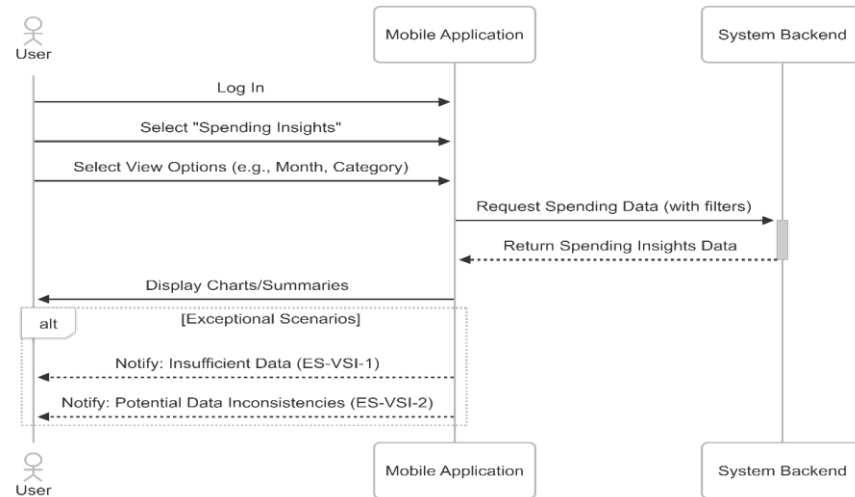 User
Mobile Application
System Backend
Log In
Select "Spending Insights"
Select View Options (e.g., Month, Category)
Request Spending Data (with filters)
Return Spending Insights Data
Display Charts/Summaries
alt
[Exceptional Scenarios]
Notify: Insufficient Data (ES-VSI-1)
Notify: Potential Data Inconsistencies (ES-VSI-2)
User
Mobile Application
System Backend